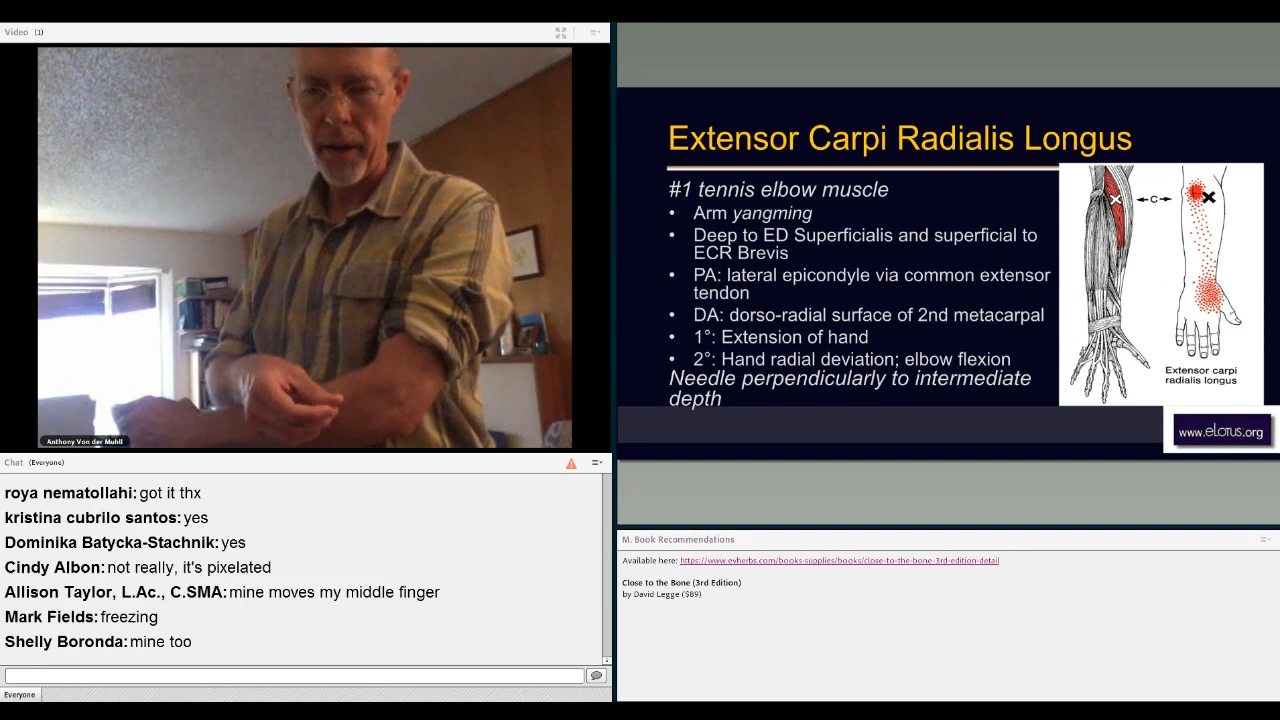 Video (1)
Anthony Von der Muhll
Chat (Everyone)
roya nematollahi: got it thx
kristina cubrilo santos: yes
Dominika Batycka-Stachnik: yes
Cindy Albon: not really, it's pixelated
Allison Taylor, L.Ac., C.SMA: mine moves my middle finger
Mark Fields: freezing
Shelly Boronda: mine too
Everyone
Extensor Carpi Radialis Longus
#1 tennis elbow muscle
• Arm yangming
• Deep to ED Superficialis and superficial to
ECR Brevis
• PA: lateral epicondyle via common extensor
tendon
• DA: dorso-radial surface of 2nd metacarpal
• 1°: Extension of hand
• 2°: Hand radial deviation; elbow flexion
Needle perpendicularly to intermediate
depth
C
Extensor carpi
radialis longus
www.eLotus.org
M. Book Recommendations
Available here: https://www.evherbs.com/books-supplies/books/close-to-the-bone-3rd-edition-detail
Close to the Bone (3rd Edition)
by David Legge ($89)